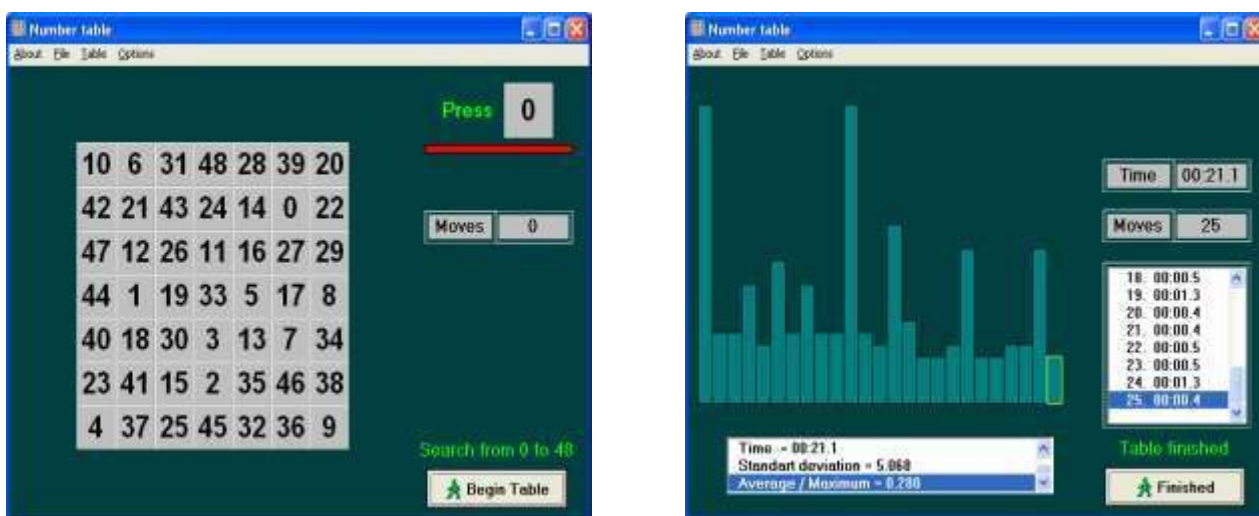 Number table
About File Table Options
Press 0
10 6 31 48 28 39 20
42 21 43 24 14 0 22
47 12 26 11 16 27 29
44 1 19 33 5 17 8
40 18 30 3 13 7 34
23 41 15 2 35 46 38
4 37 25 45 32 36 9
Moves 0
Search from 0 to 48
Begin Table
Number table
About File Table Options
Time 00:21.1
Moves 25
18. 00:00.5
19. 00:01.3
20. 00:00.4
21. 00:00.4
22. 00:00.5
23. 00:00.5
24. 00:01.3
25. 00:00.4
Time = 00:21.1
Standart deviation = 5.068
Average / Maximum = 0.280
Table finished
Finished